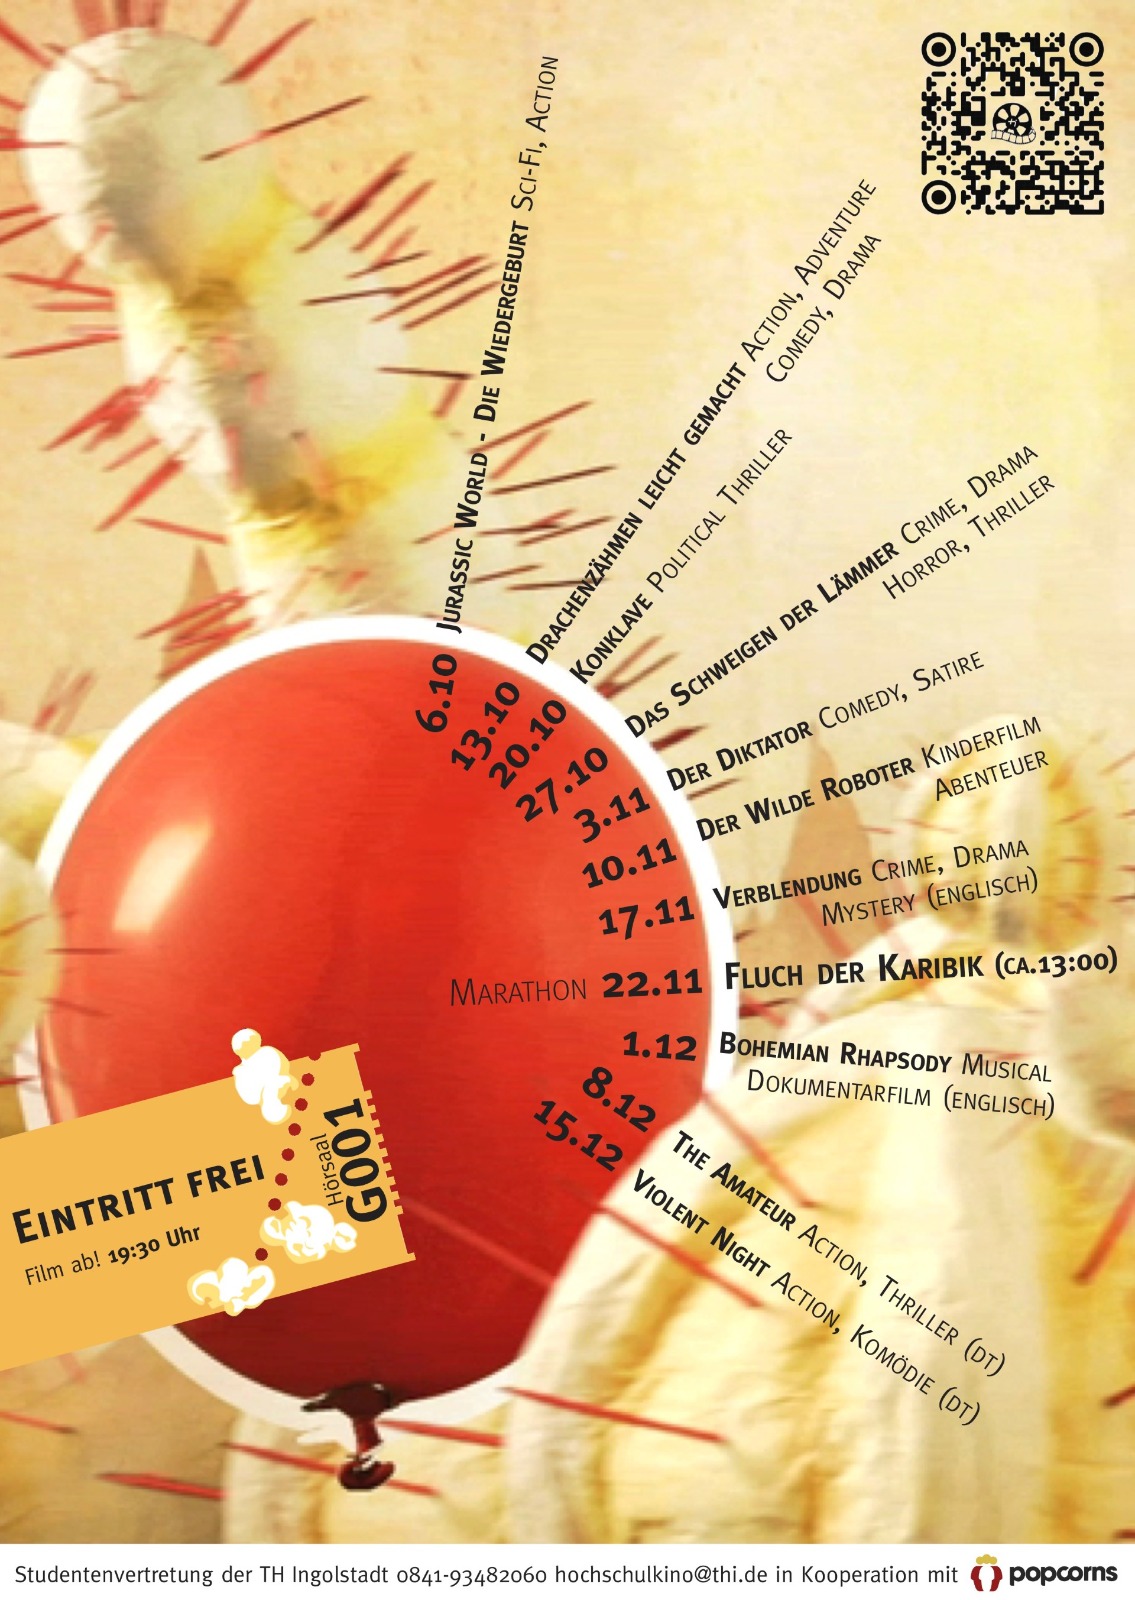 6.10 Jurassic World - Die Wiedergeburt Sci-Fi, Action
13.10 Drachenzähmen leicht gemacht Action, Adventure
Comedy, Drama
20.10 Konklave Political Thriller
27.10 Das Schweigen der Lämmer Crime, Drama
Horror, Thriller
3.11 Der Diktator Comedy, Satire
10.11 Der Wilde Roboter Kinderfilm
Abenteuer
17.11 Verblendung Crime, Drama
Mystery (englisch)
Marathon 22.11 Fluch der Karibik (ca.13:00)
1.12 Bohemian Rhapsody Musical
Dokumentarfilm (englisch)
8.12 The Amateur Action, Thriller (dt)
15.12 Violent Night Action, Komödie (dt)
Eintritt frei
Film ab! 19:30 Uhr
Hörsaal
G001
Studentenvertretung der TH Ingolstadt 0841-93482060 hochschulkino@thi.de in Kooperation mit popcorns